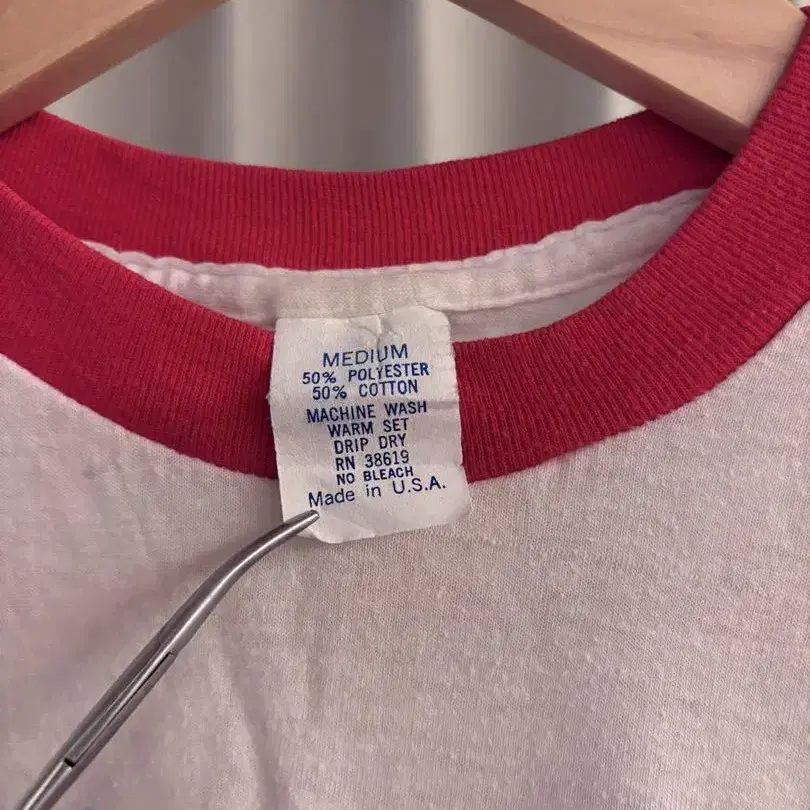 MEDIUM
50% POLYESTER
50% COTTON
MACHINE WASH
WARM SET
DRIP DRY
RN 38619
NO BLEACH
Made in U.S.A.